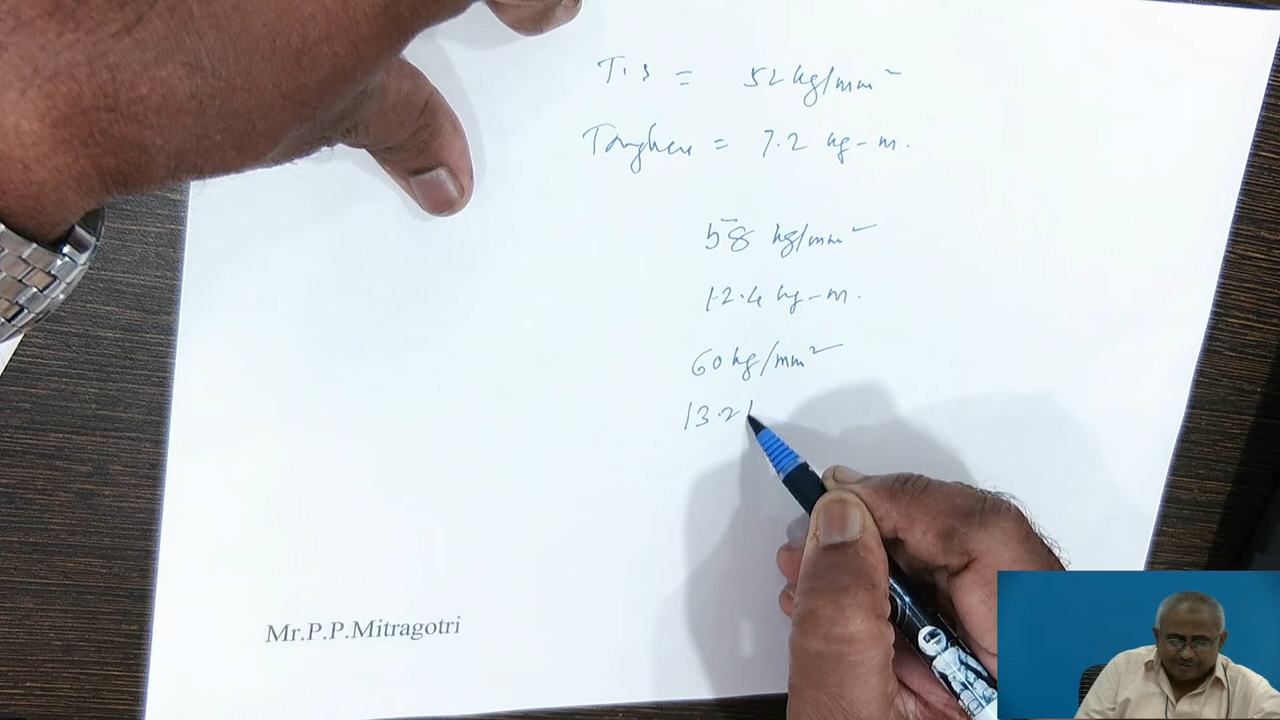 T.S = 52 kg/mm²
Toughness = 7.2 kg-m.
58 kg/mm²
12.4 kg-m.
60 kg/mm²
13.2
Mr.P.P.Mitragotri